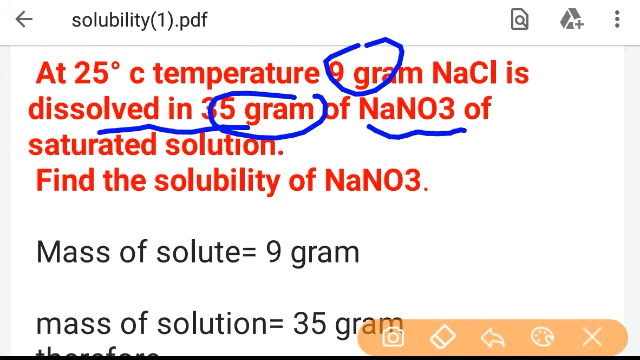 solubility(1).pdf
At 25° c temperature 9 gram NaCl is
dissolved in 35 gram of NaNO3 of
saturated solution.
Find the solubility of NaNO3.
Mass of solute= 9 gram
mass of solution= 35 gram
therefore